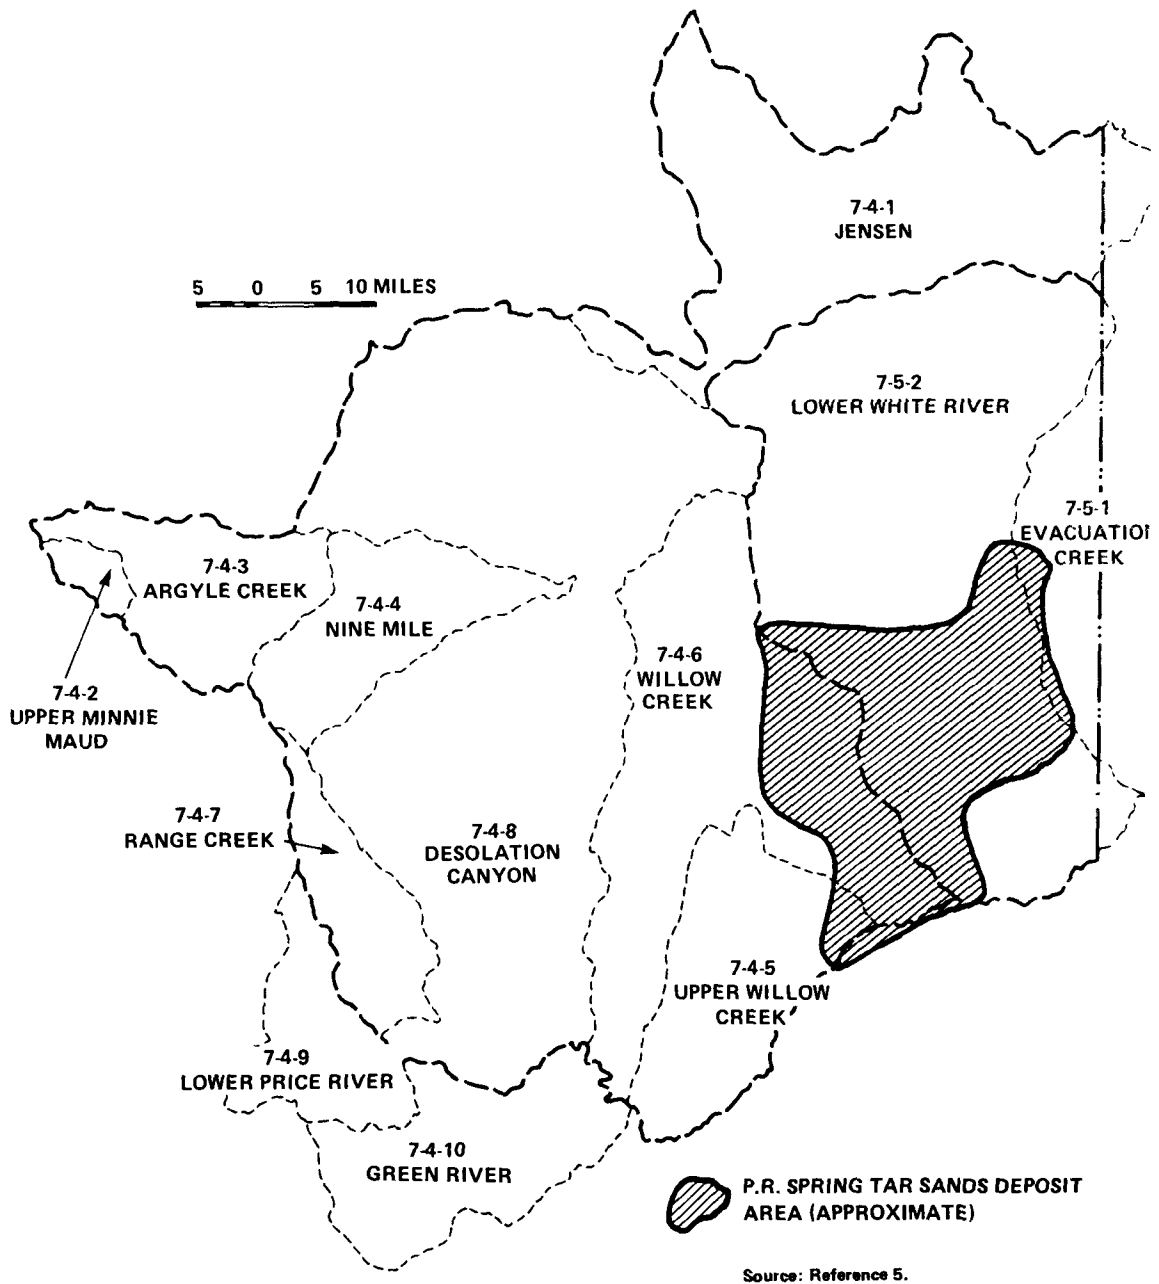 7-4-1
JENSEN
5 0 5 10 MILES
7-5-2
LOWER WHITE RIVER
7-5-1
EVACUATIO
CREEK
7-4-3
ARGYLE CREEK
7-4-4
NINE MILE
7-4-6
WILLOW
CREEK
7-4-2
UPPER MINNIE
MAUD
7-4-7
RANGE CREEK
7-4-8
DESOLATION
CANYON
7-4-5
UPPER WILLOW
CREEK
7-4-9
LOWER PRICE RIVER
7-4-10
GREEN RIVER
P.R. SPRING TAR SANDS DEPOSIT
AREA (APPROXIMATE)
Source: Reference 5.